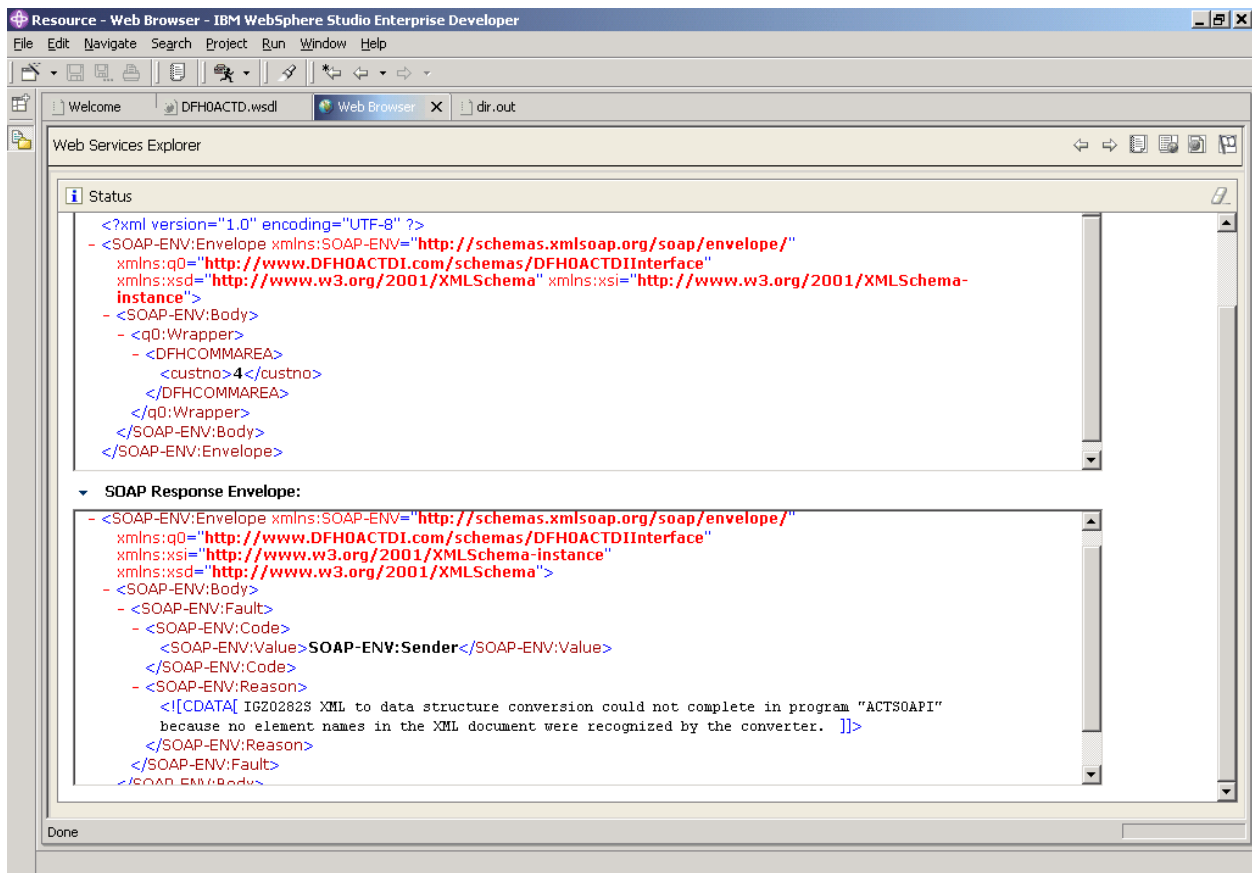 Resource - Web Browser - IBM WebSphere Studio Enterprise Developer
File Edit Navigate Search Project Run Window Help
Welcome DFH0ACTD.wsdl Web Browser X dir.out
Web Services Explorer
i Status
<?xml version="1.0" encoding="UTF-8" ?>
- <SOAP-ENV:Envelope xmlns:SOAP-ENV="http://schemas.xmlsoap.org/soap/envelope/"
xmlns:q0="http://www.DFH0ACTDI.com/schemas/DFH0ACTDIInterface"
xmlns:xsd="http://www.w3.org/2001/XMLSchema" xmlns:xsi="http://www.w3.org/2001/XMLSchema-
instance">
- <SOAP-ENV:Body>
- <q0:Wrapper>
- <DFHCOMMAREA>
<custno>4</custno>
</DFHCOMMAREA>
</q0:Wrapper>
</SOAP-ENV:Body>
</SOAP-ENV:Envelope>
SOAP Response Envelope:
- <SOAP-ENV:Envelope xmlns:SOAP-ENV="http://schemas.xmlsoap.org/soap/envelope/"
xmlns:q0="http://www.DFH0ACTDI.com/schemas/DFH0ACTDIInterface"
xmlns:xsi="http://www.w3.org/2001/XMLSchema-instance"
xmlns:xsd="http://www.w3.org/2001/XMLSchema">
- <SOAP-ENV:Body>
- <SOAP-ENV:Fault>
- <SOAP-ENV:Code>
<SOAP-ENV:Value>SOAP-ENV:Sender</SOAP-ENV:Value>
</SOAP-ENV:Code>
- <SOAP-ENV:Reason>
<![CDATA[ IGZ0282S XML to data structure conversion could not complete in program "ACTSOAPI"
because no element names in the XML document were recognized by the converter. ]]>
</SOAP-ENV:Reason>
</SOAP-ENV:Fault>
</SOAP-ENV:Body>
Done